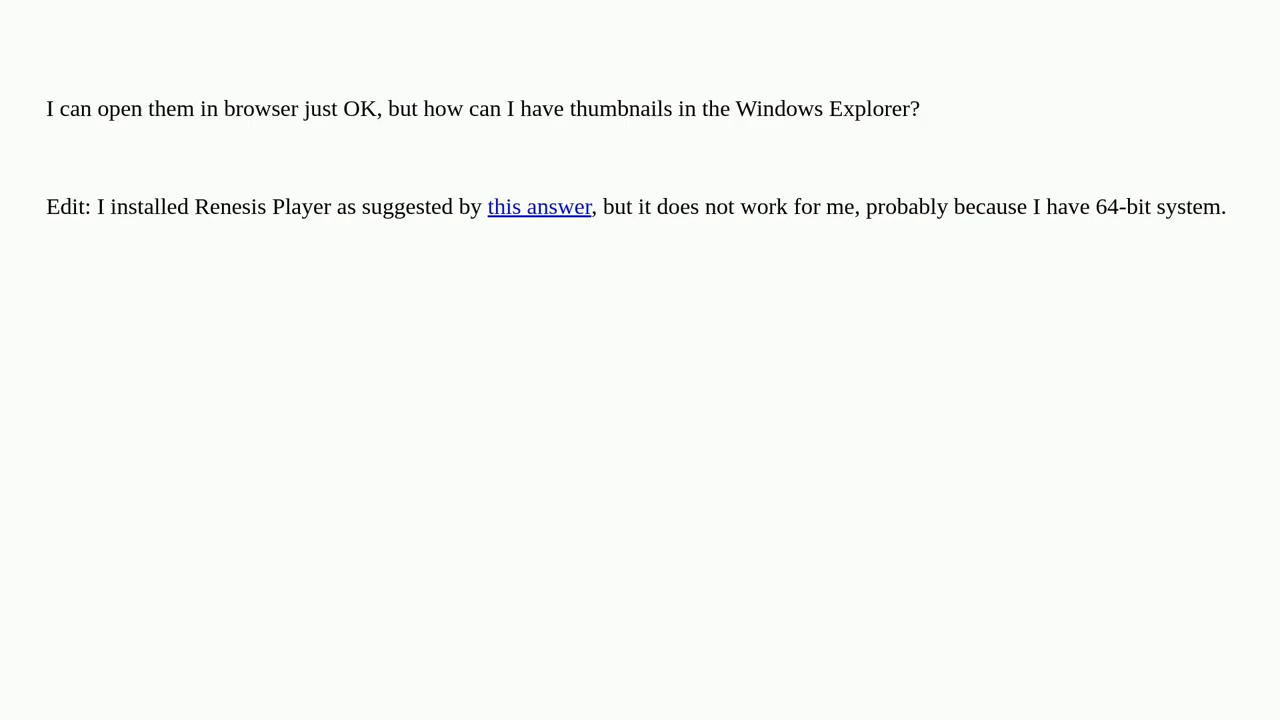 I can open them in browser just OK, but how can I have thumbnails in the Windows Explorer?
Edit: I installed Renesis Player as suggested by this answer, but it does not work for me, probably because I have 64-bit system.